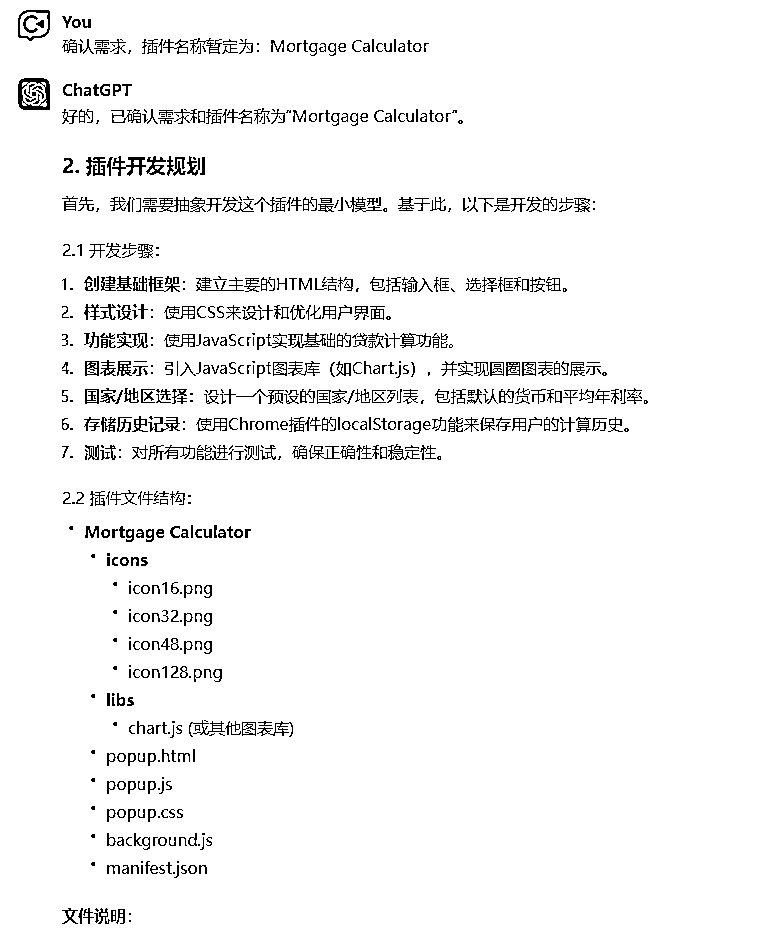 You
确认需求，插件名称暂定为：Mortgage Calculator
ChatGPT
好的，已确认需求和插件名称为“Mortgage Calculator”。
2. 插件开发规划
首先，我们需要抽象开发这个插件的最小模型。基于此，以下是开发的步骤：
2.1 开发步骤：
1. 创建基础框架：建立主要的HTML结构，包括输入框、选择框和按钮。
2. 样式设计：使用CSS来设计和优化用户界面。
3. 功能实现：使用JavaScript实现基础的贷款计算功能。
4. 图表展示：引入JavaScript图表库（如Chart.js），并实现圆圈图表的展示。
5. 国家/地区选择：设计一个预设的国家/地区列表，包括默认的货币和平均年利率。
6. 存储历史记录：使用Chrome插件的localStorage功能来保存用户的计算历史。
7. 测试：对所有功能进行测试，确保正确性和稳定性。
2.2 插件文件结构：
• Mortgage Calculator
• icons
• icon16.png
• icon32.png
• icon48.png
• icon128.png
• libs
• chart.js (或其他图表库)
• popup.html
• popup.js
• popup.css
• background.js
• manifest.json
文件说明：